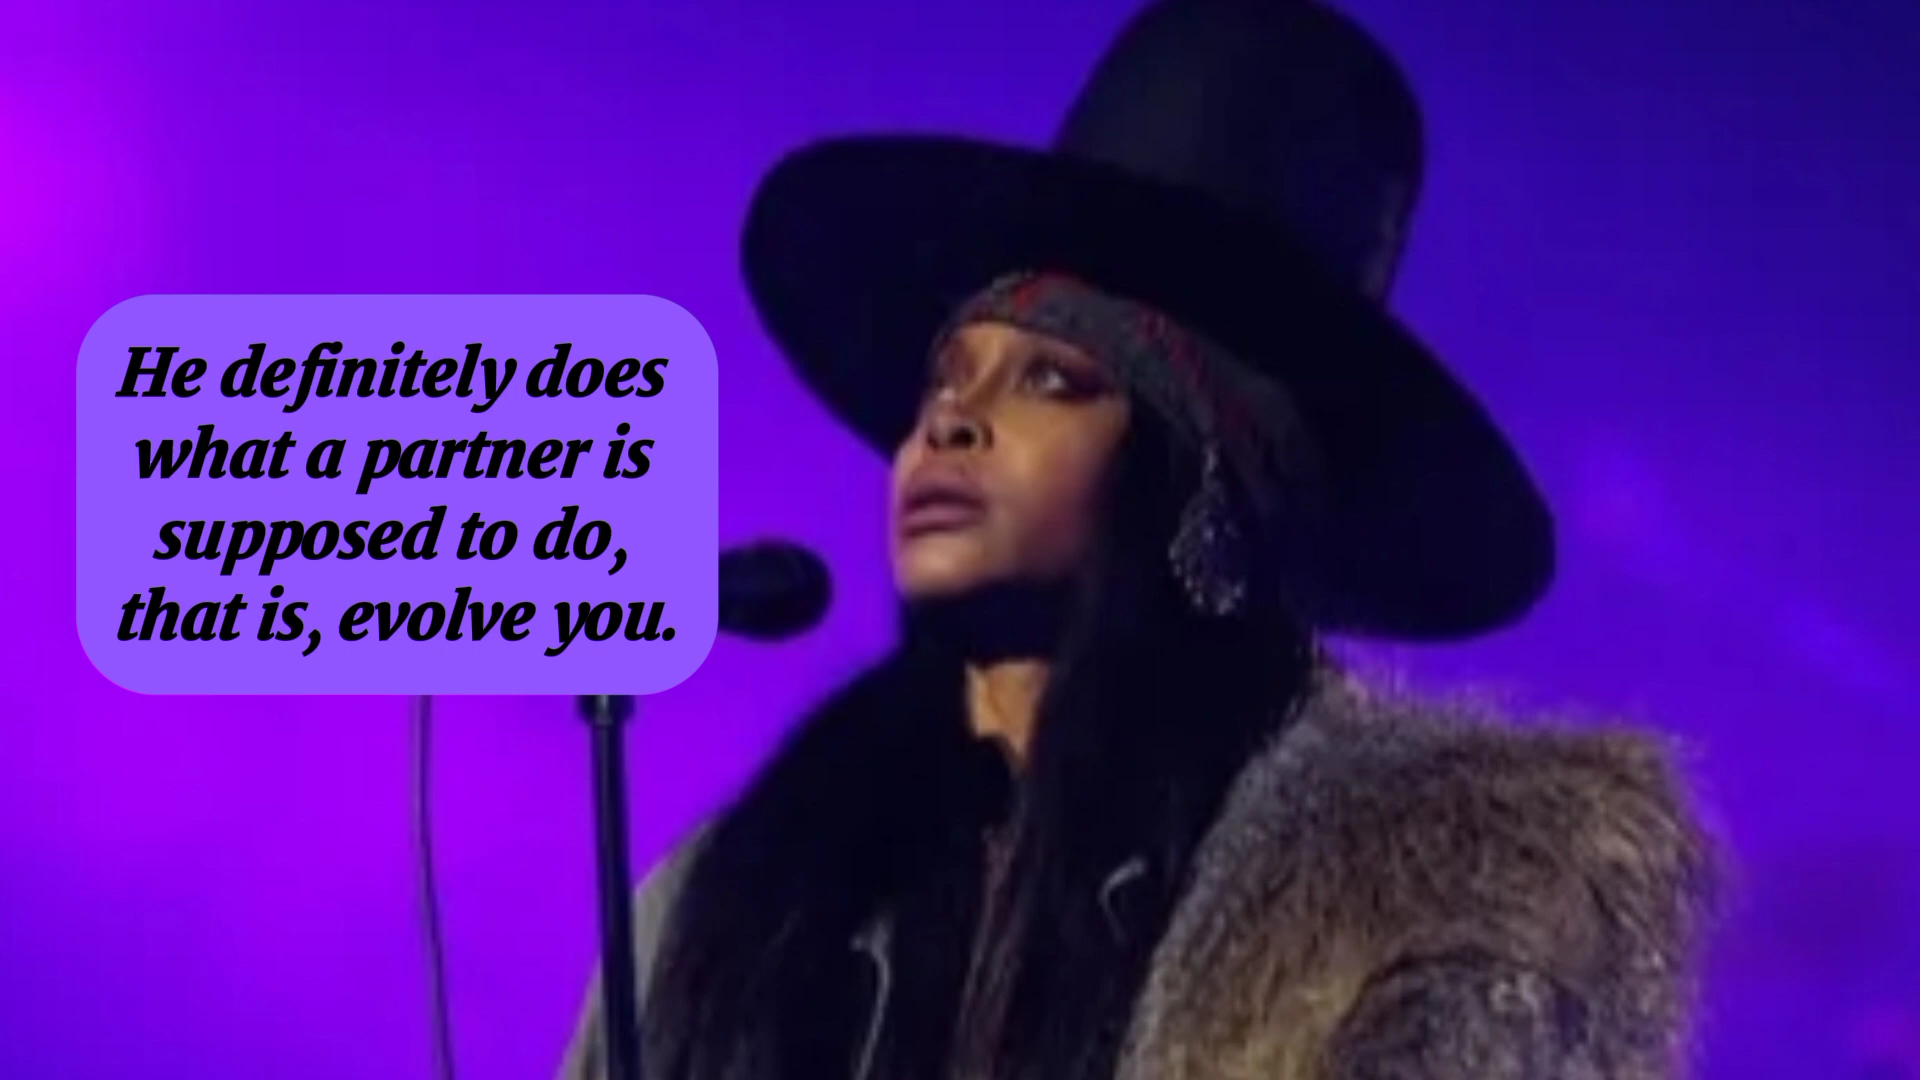 He definitely does
what a partner is
supposed to do,
that is, evolve you.